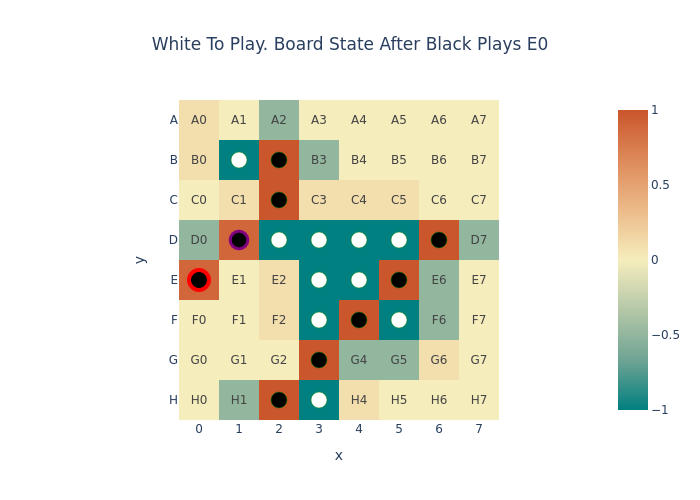 White To Play. Board State After Black Plays E0
A A0 A1 A2 A3 A4 A5 A6 A7
B B0 B3 B4 B5 B6 B7
C C0 C1 C3 C4 C5 C6 C7
D D0 D7
E E1 E2 E6 E7
F F0 F1 F2 F6 F7
G G0 G1 G2 G4 G5 G6 G7
H H0 H1 H4 H5 H6 H7
0 1 2 3 4 5 6 7
x
y
1
0.5
0
−0.5
−1